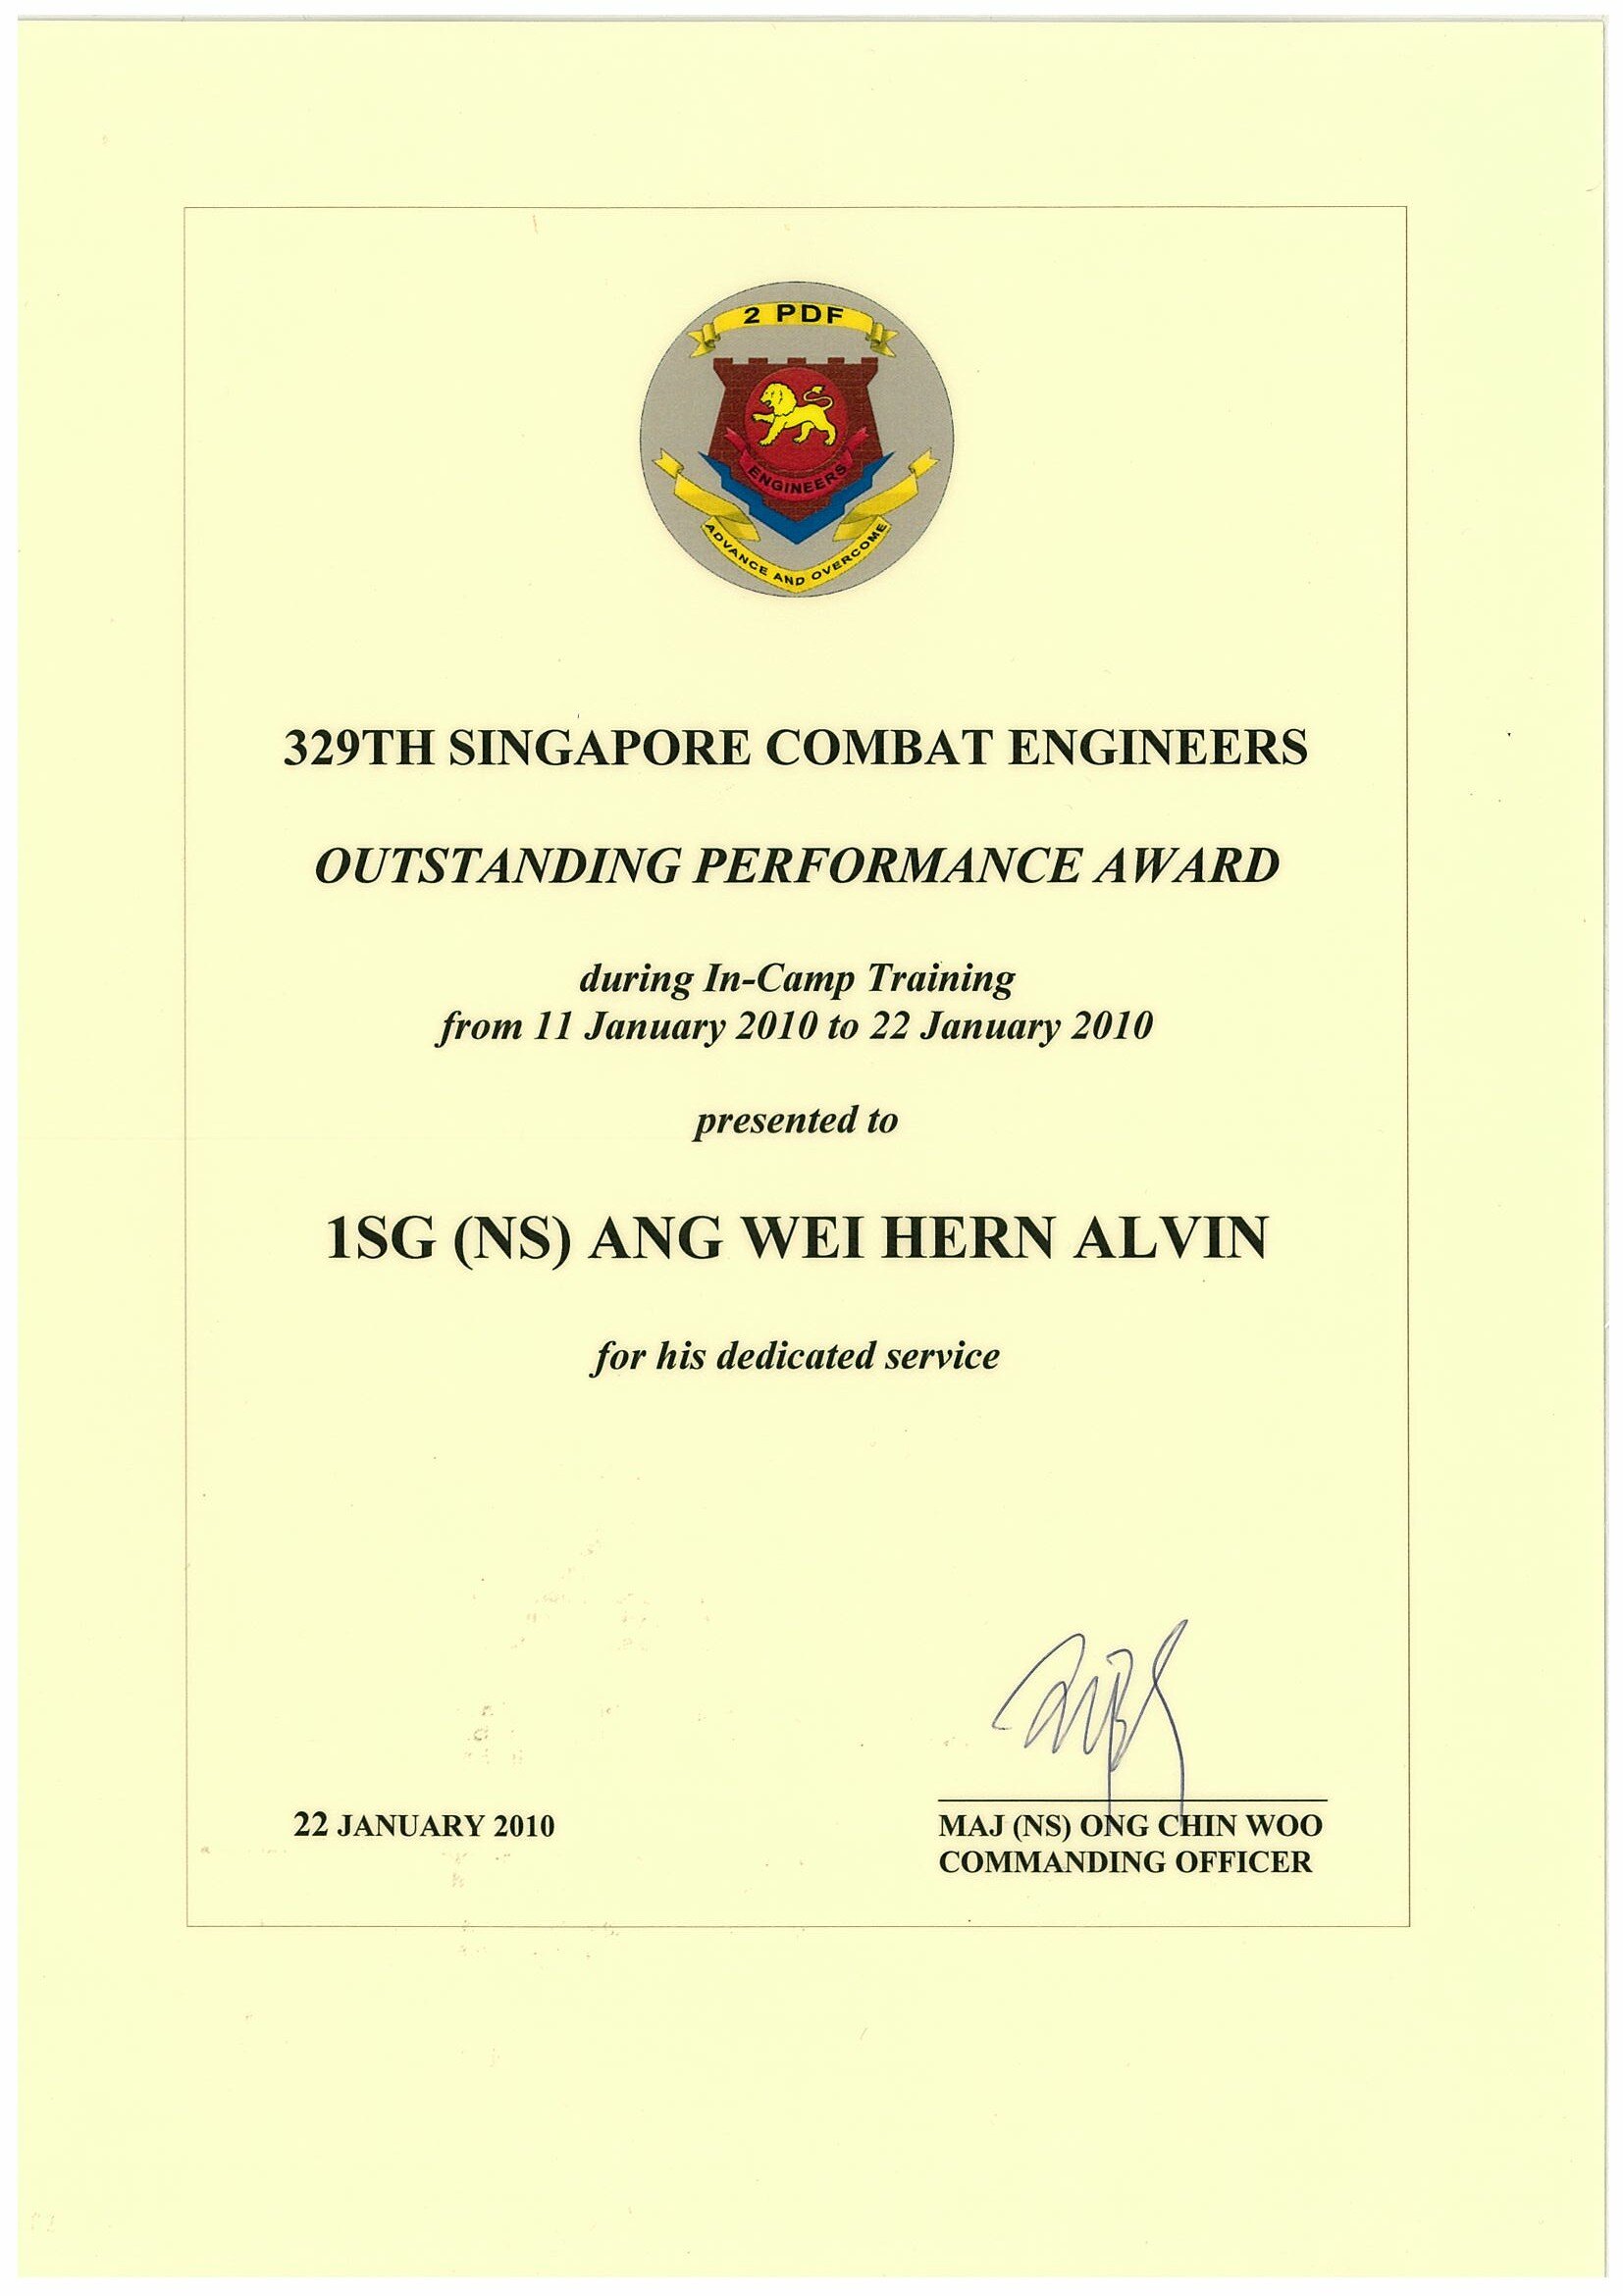 2 PDF
ENGINEERS
ADVANCE AND OVERCOME
329TH SINGAPORE COMBAT ENGINEERS
OUTSTANDING PERFORMANCE AWARD
during In-Camp Training
from 11 January 2010 to 22 January 2010
presented to
1SG (NS) ANG WEI HERN ALVIN
for his dedicated service
22 JANUARY 2010
MAJ (NS) ONG CHIN WOO
COMMANDING OFFICER